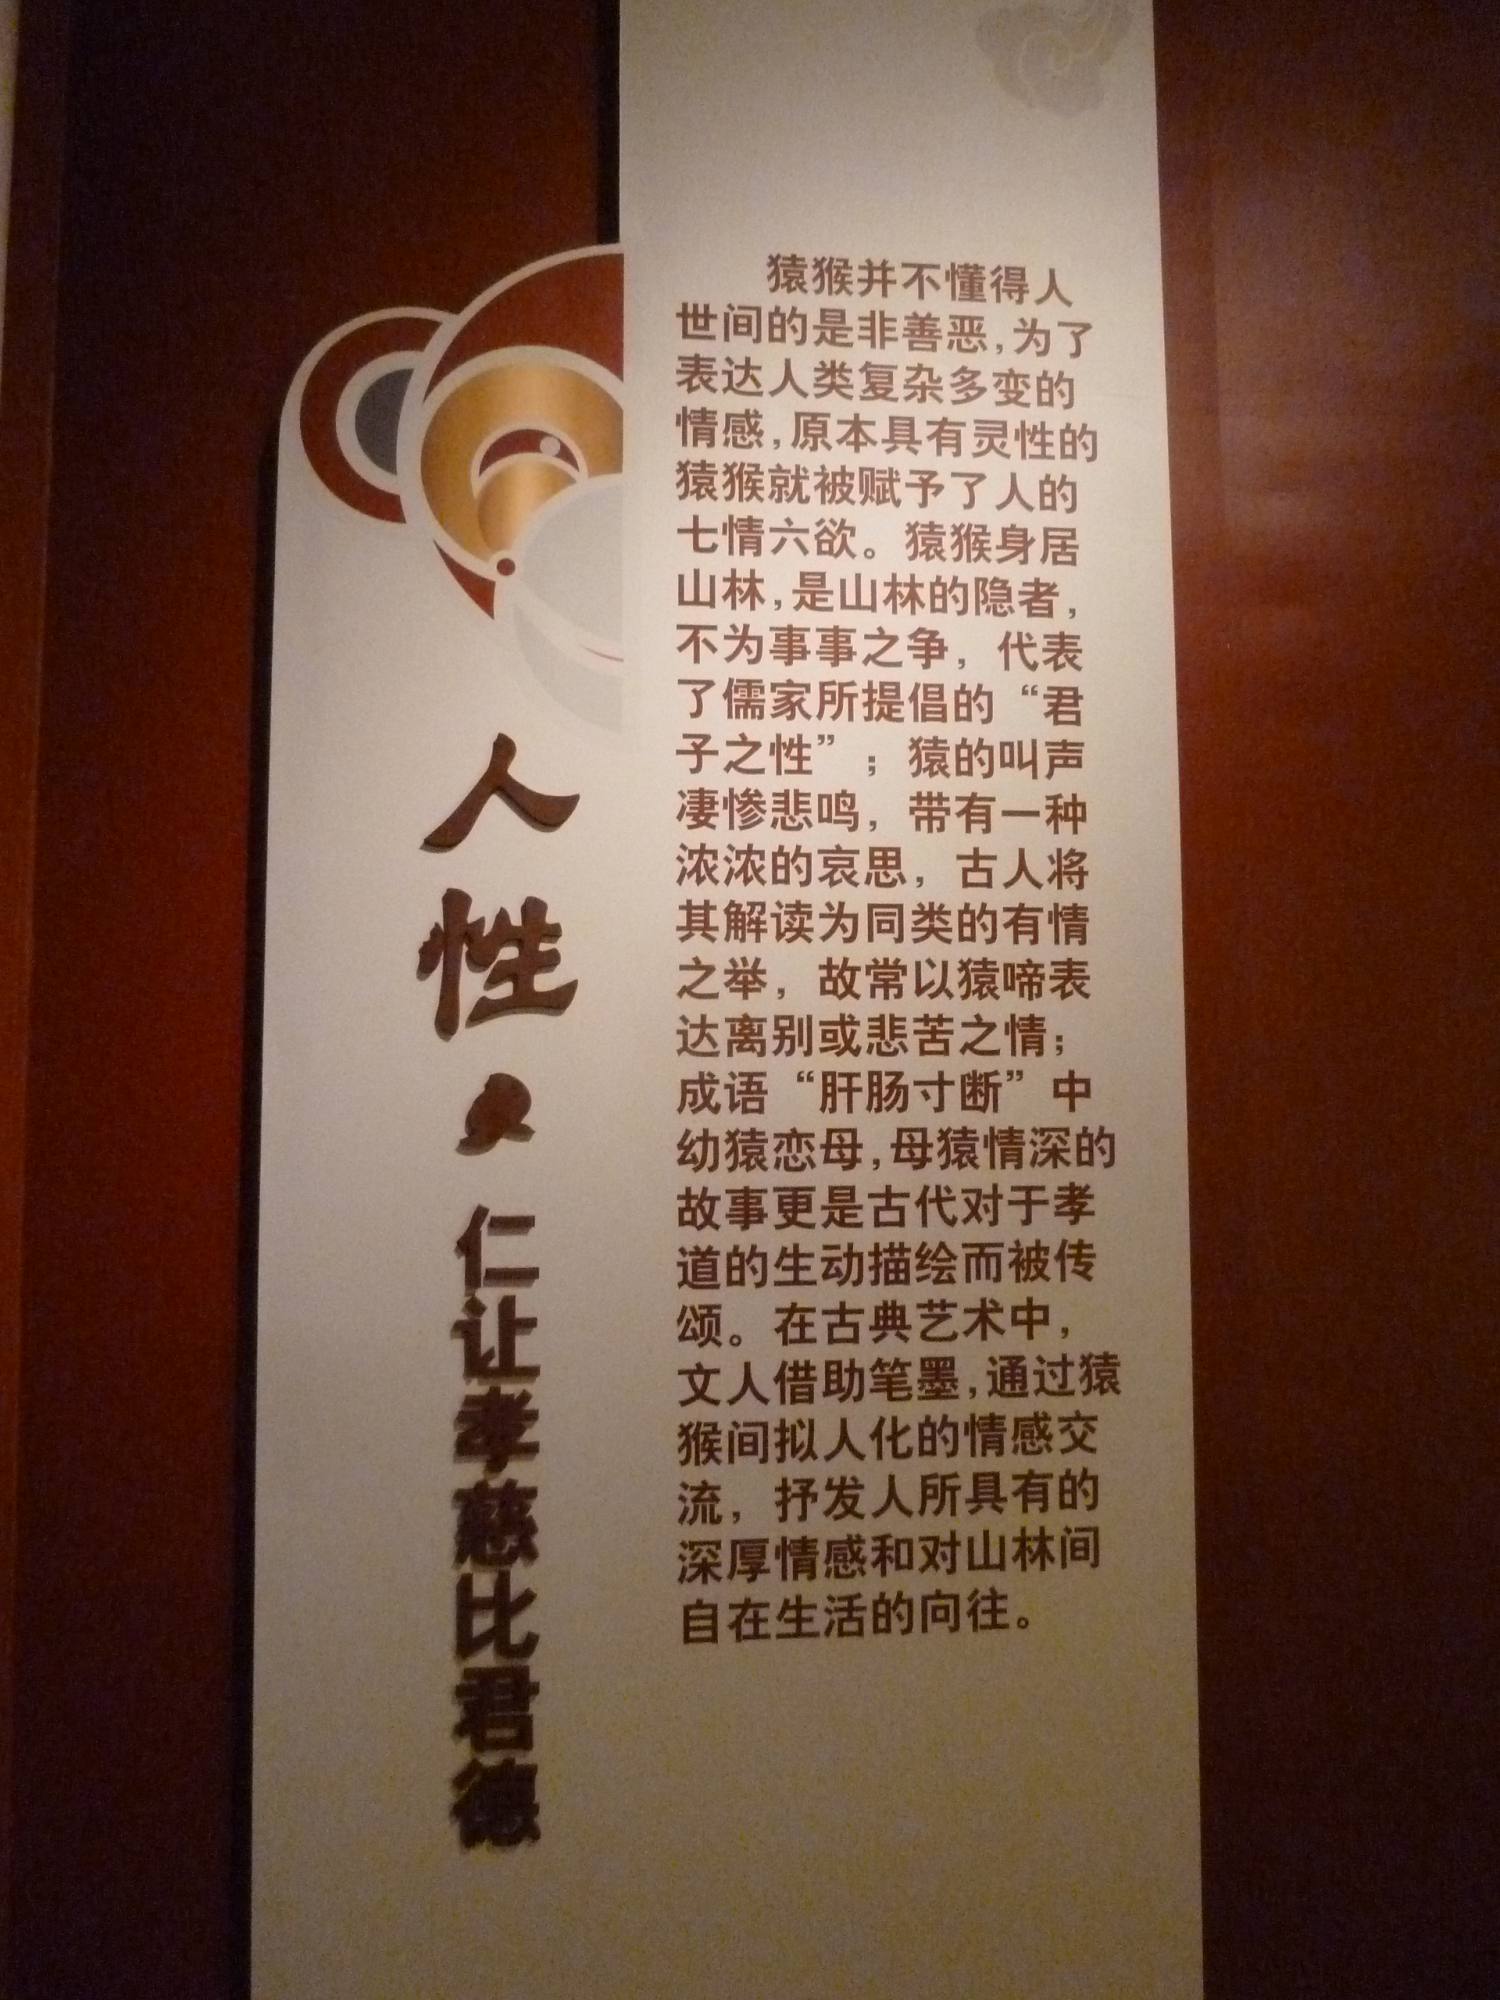 人性
仁让孝慈比君德
猿猴并不懂得人
世间的是非善恶,为了
表达人类复杂多变的
情感,原本具有灵性的
猿猴就被赋予了人的
七情六欲。猿猴身居
山林,是山林的隐者,
不为事事之争,代表
了儒家所提倡的“君
子之性”;猿的叫声
凄惨悲鸣,带有一种
浓浓的哀思,古人将
其解读为同类的有情
之举,故常以猿啼表
达离别或悲苦之情;
成语“肝肠寸断”中
幼猿恋母,母猿情深的
故事更是古代对于孝
道的生动描绘而被传
颂。在古典艺术中,
文人借助笔墨,通过猿
猴间拟人化的情感交
流,抒发人所具有的
深厚情感和对山林间
自在生活的向往。